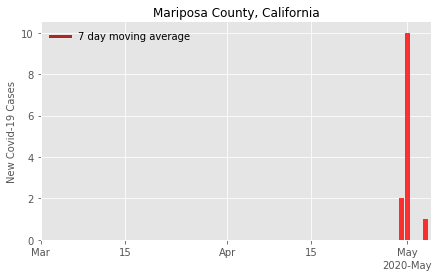 Mariposa County, California
7 day moving average
New Covid-19 Cases
10
8
6
4
2
0
Mar 15 Apr 15 May
2020-May